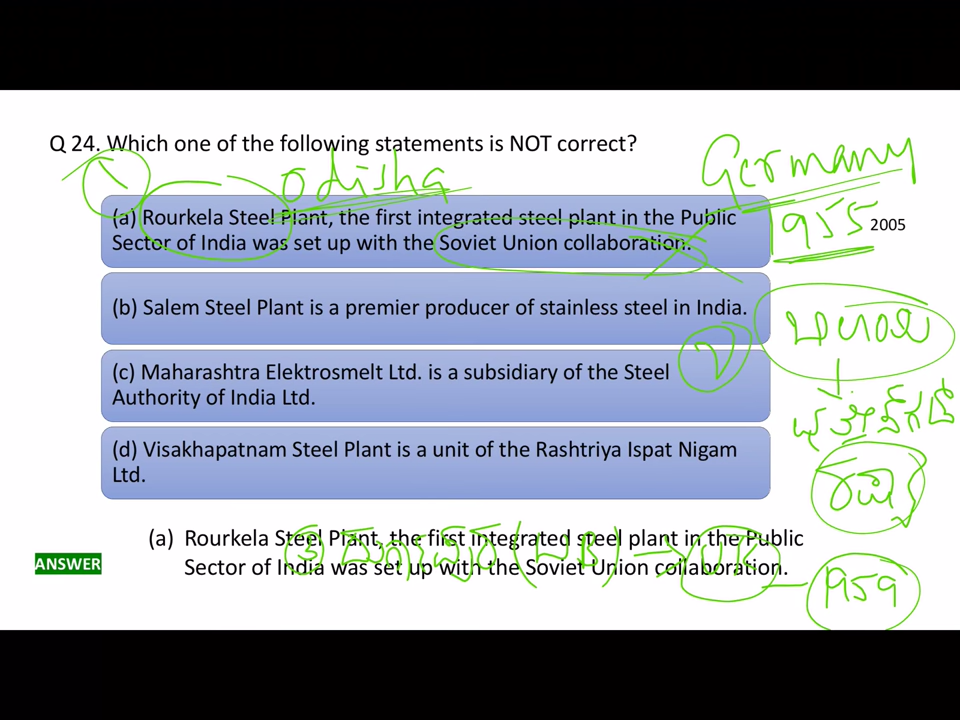 Q 24. Which one of the following statements is NOT correct?
Odisha
Germany
1955
(a) Rourkela Steel Plant, the first integrated steel plant in the Public
Sector of India was set up with the Soviet Union collaboration.
2005
(b) Salem Steel Plant is a premier producer of stainless steel in India.
(c) Maharashtra Elektrosmelt Ltd. is a subsidiary of the Steel
Authority of India Ltd.
(d) Visakhapatnam Steel Plant is a unit of the Rashtriya Ispat Nigam
Ltd.
(a) Rourkela Steel Plant, the first integrated steel plant in the Public
Sector of India was set up with the Soviet Union collaboration.
ANSWER
1959